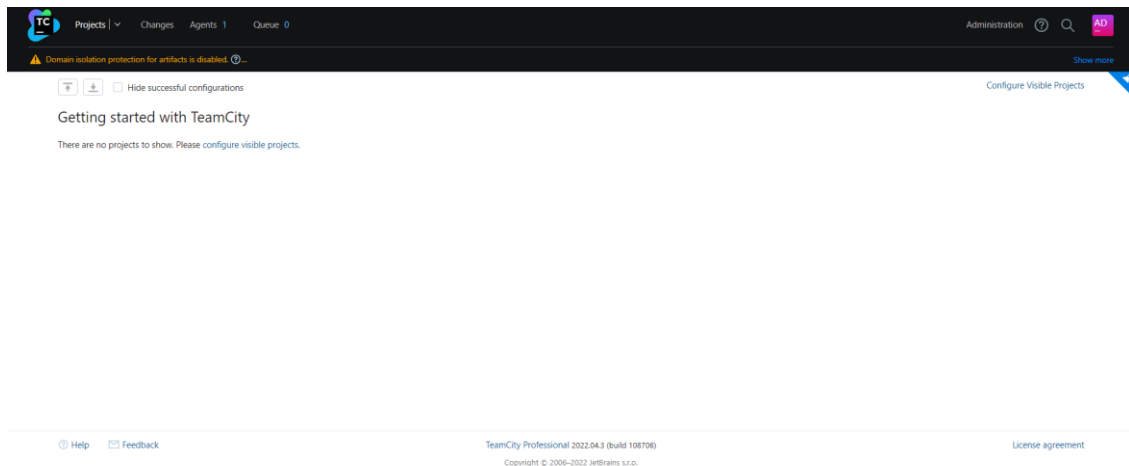 TC
Projects Changes Agents 1 Queue 0 Administration AD
Domain isolation protection for artifacts is disabled. ... Show more
Hide successful configurations Configure Visible Projects
Getting started with TeamCity
There are no projects to show. Please configure visible projects.
Help Feedback TeamCity Professional 2022.04.3 (build 108706) License agreement
Copyright © 2006–2022 JetBrains s.r.o.